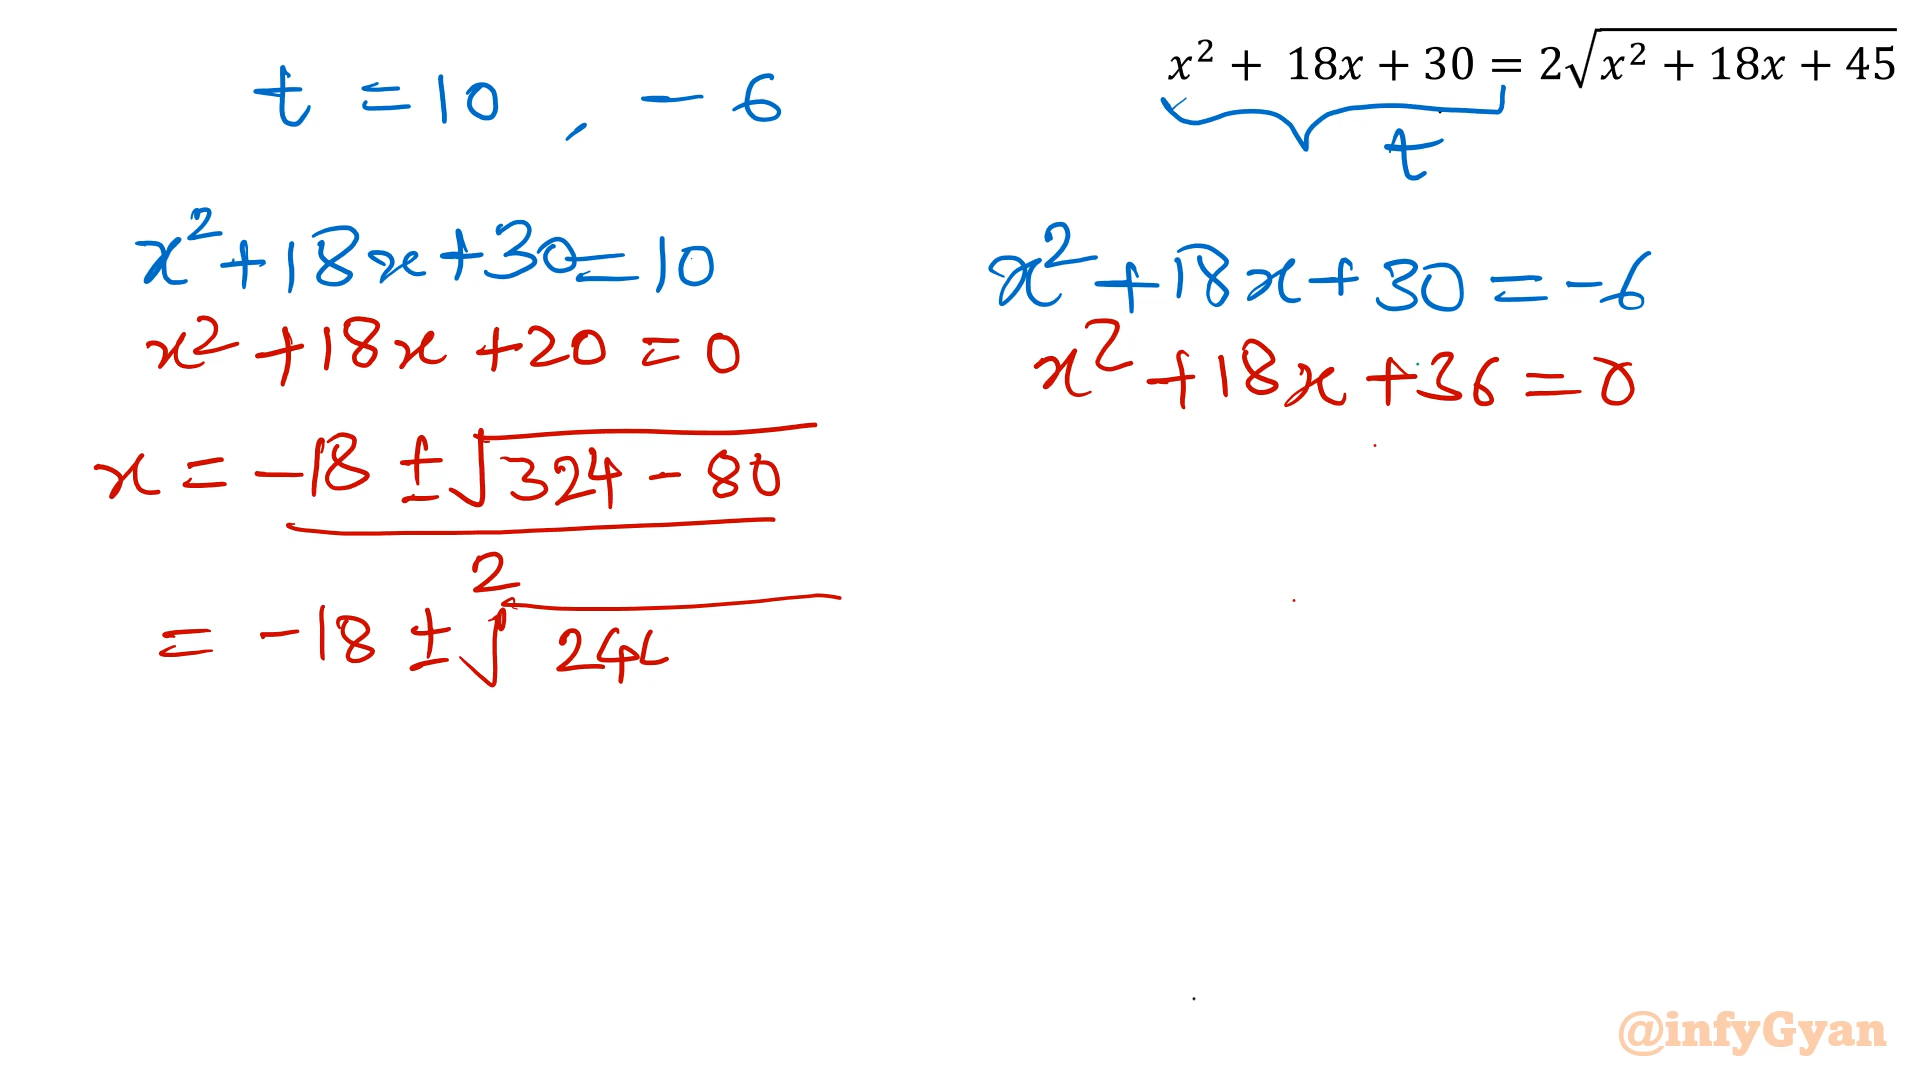 x² + 18x + 30 = 2√(x² + 18x + 45)
t
t = 10 , - 6
x² + 18x + 30 = 10
x² + 18x + 20 = 0
x = -18 ± √(324 - 80)
2
= -18 ± √244
x² + 18x + 30 = -6
x² + 18x + 36 = 0
@infyGyan